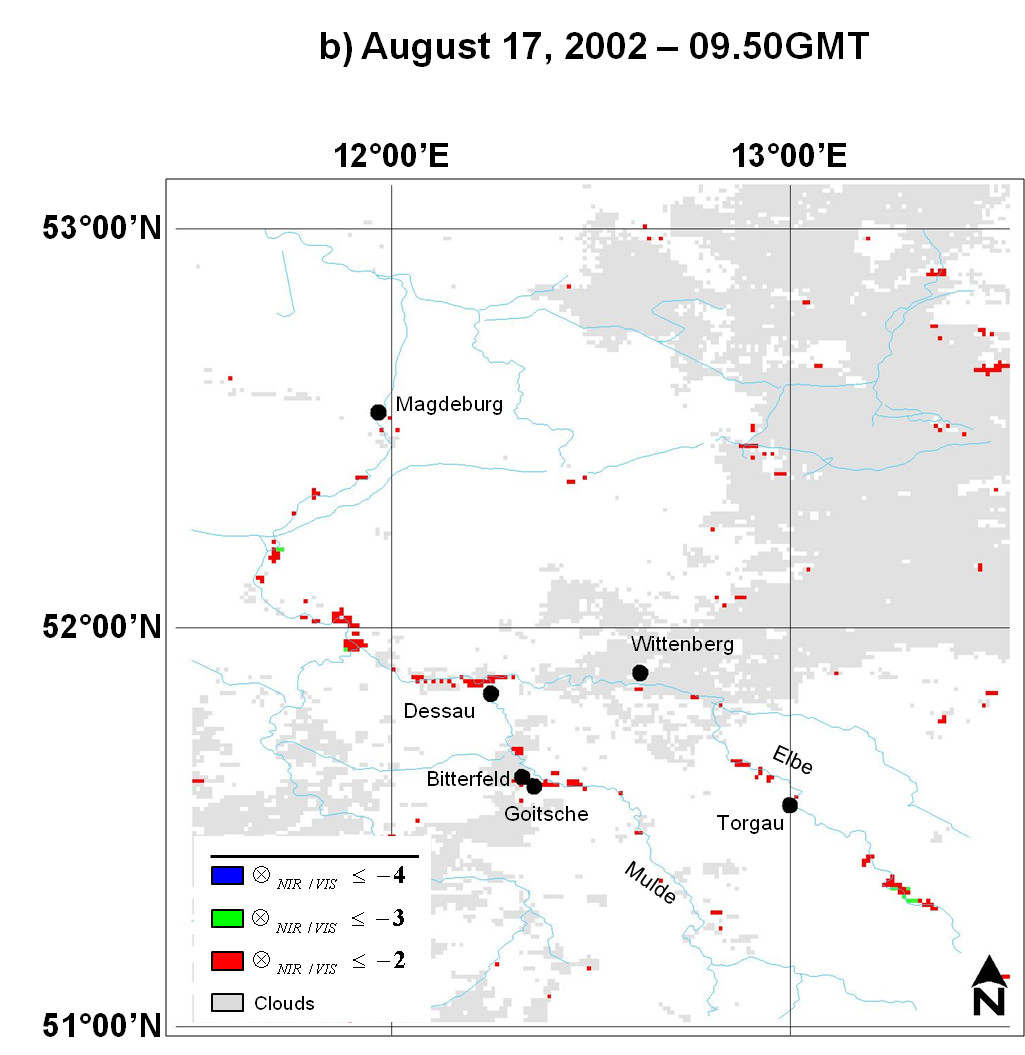 b) August 17, 2002 – 09.50GMT
12°00’E
13°00’E
53°00’N
Magdeburg
52°00’N
Wittenberg
Dessau
Elbe
Bitterfeld
Goitsche
Torgau
Mulde
⊗ NIR / VIS ≤ −4
⊗ NIR / VIS ≤ −3
⊗ NIR / VIS ≤ −2
Clouds
N
51°00’N